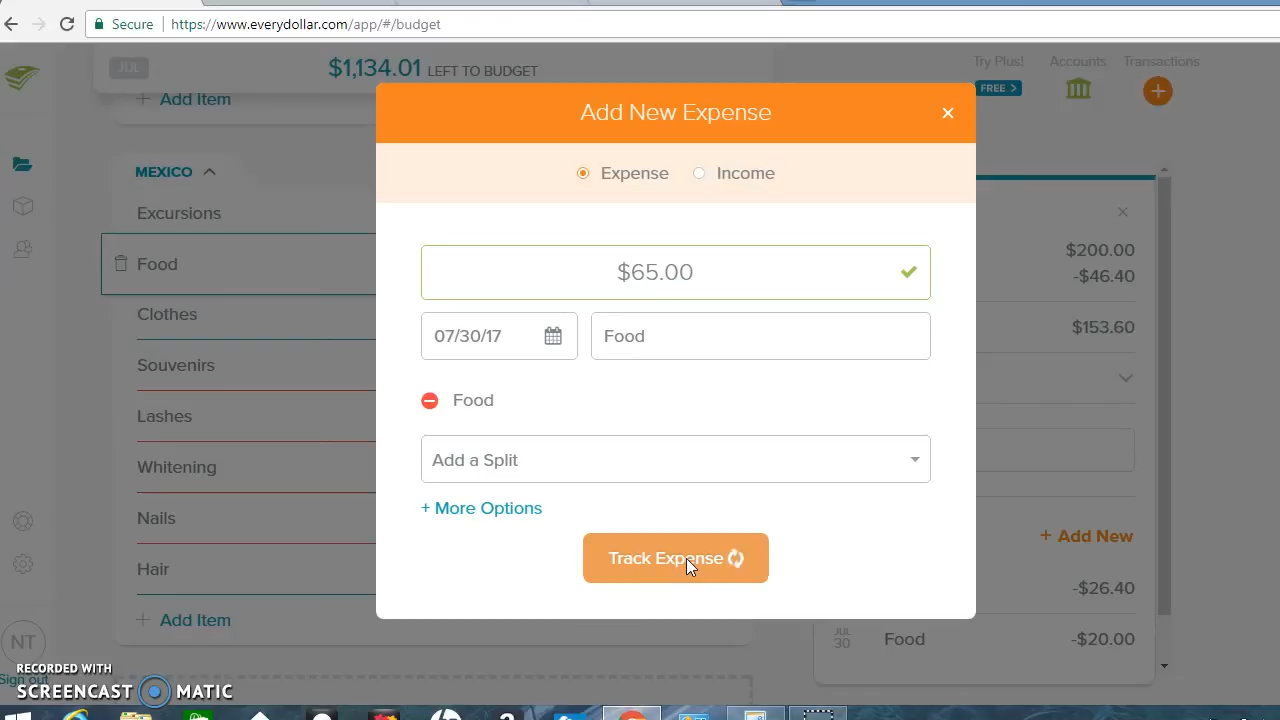 Secure https://www.everydollar.com/app/#/budget
JUL $1,134.01 LEFT TO BUDGET
Try Plus! Accounts Transactions
FREE >
+ Add Item
Add New Expense ×
MEXICO
Expense Income
Excursions
Food
Clothes
Souvenirs
Lashes
Whitening
Nails
Hair
+ Add Item
$65.00
07/30/17 Food
Food
Add a Split
+ More Options
Track Expense
×
$200.00
-$46.40
$153.60
+ Add New
-$26.40
JUL
30 Food -$20.00
NT
Sign out
RECORDED WITH
SCREENCAST MATIC